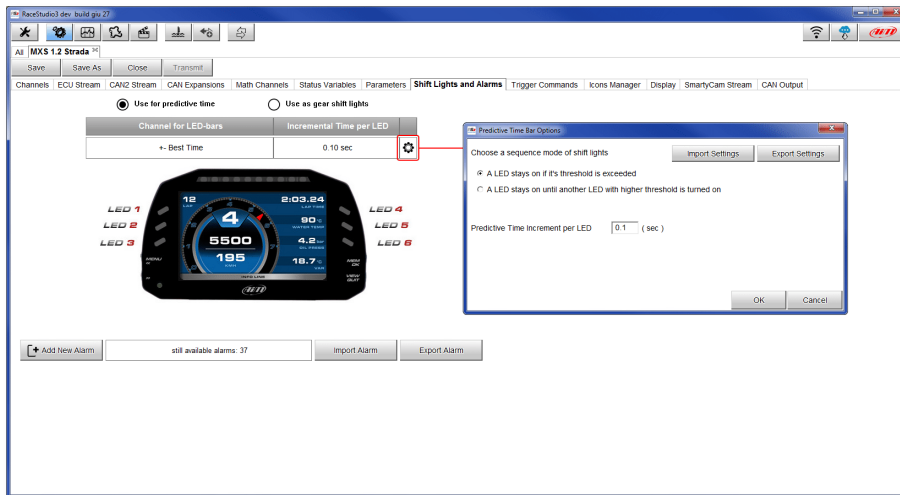 RaceStudio3 dev build giu 27
All MXS 1.2 Strada
Save Save As Close Transmit
Channels ECU Stream CAN2 Stream CAN Expansions Math Channels Status Variables Parameters Shift Lights and Alarms Trigger Commands Icons Manager Display SmartyCam Stream CAN Output
Use for predictive time Use as gear shift lights
Channel for LED-bars Incremental Time per LED
+- Best Time 0.10 sec
Predictive Time Bar Options
Choose a sequence mode of shift lights Import Settings Export Settings
A LED stays on if it's threshold is exceeded
A LED stays on until another LED with higher threshold is turned on
Predictive Time Increment per LED 0.1 ( sec )
OK Cancel
12 2:03.24
LAP LAP TIME
LED 1 LED 4
4 90 °C
WATER TEMP
LED 2 LED 5
5500 4.2 bar
OIL PRESS
LED 3 LED 6
195 18.7
KMH
MENU MEM
OK
VIEW
QUIT
INFO LINK
AiM
Add New Alarm still available alarms: 37 Import Alarm Export Alarm